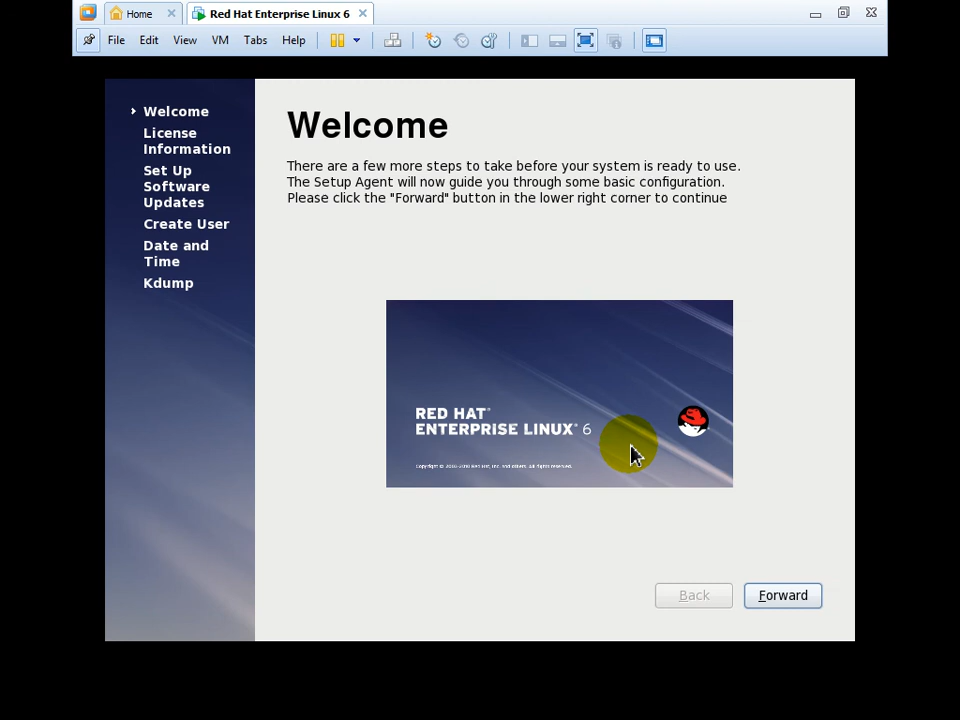 Home
Red Hat Enterprise Linux 6
File Edit View VM Tabs Help
Welcome
License
Information
Set Up
Software
Updates
Create User
Date and
Time
Kdump
Welcome
There are a few more steps to take before your system is ready to use.
The Setup Agent will now guide you through some basic configuration.
Please click the "Forward" button in the lower right corner to continue
RED HAT®
ENTERPRISE LINUX® 6
Back
Forward